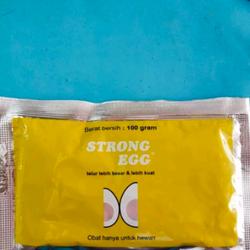 Berat bersih : 100 gram
STRONG
EGG
telur lebih besar & lebih kuat
Obat hanya untuk hewan